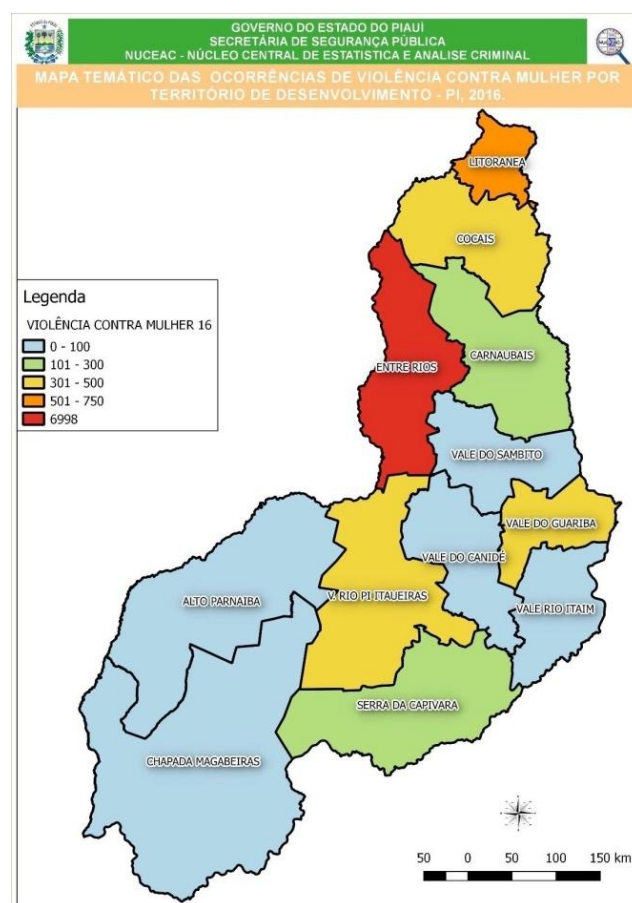 GOVERNO DO ESTADO DO PIAUÍ
SECRETÁRIA DE SEGURANÇA PÚBLICA
NUCEAC - NÚCLEO CENTRAL DE ESTATISTICA E ANALISE CRIMINAL
MAPA TEMÁTICO DAS OCORRÊNCIAS DE VIOLÊNCIA CONTRA MULHER POR
TERRITÓRIO DE DESENVOLVIMENTO - PI, 2016.
LITORANEA
COCAIS
Legenda
VIOLÊNCIA CONTRA MULHER 16
0 - 100
101 - 300
301 - 500
501 - 750
6998
CARNAUBAIS
ENTRE RIOS
VALE DO SAMBITO
VALE DO GUARIBA
VALE DO CANIDÉ
ALTO PARNAIBA
V. RIO PI ITAUEIRAS
VALE RIO ITAIM
SERRA DA CAPIVARA
CHAPADA MAGABEIRAS
50 0 50 100 150 km